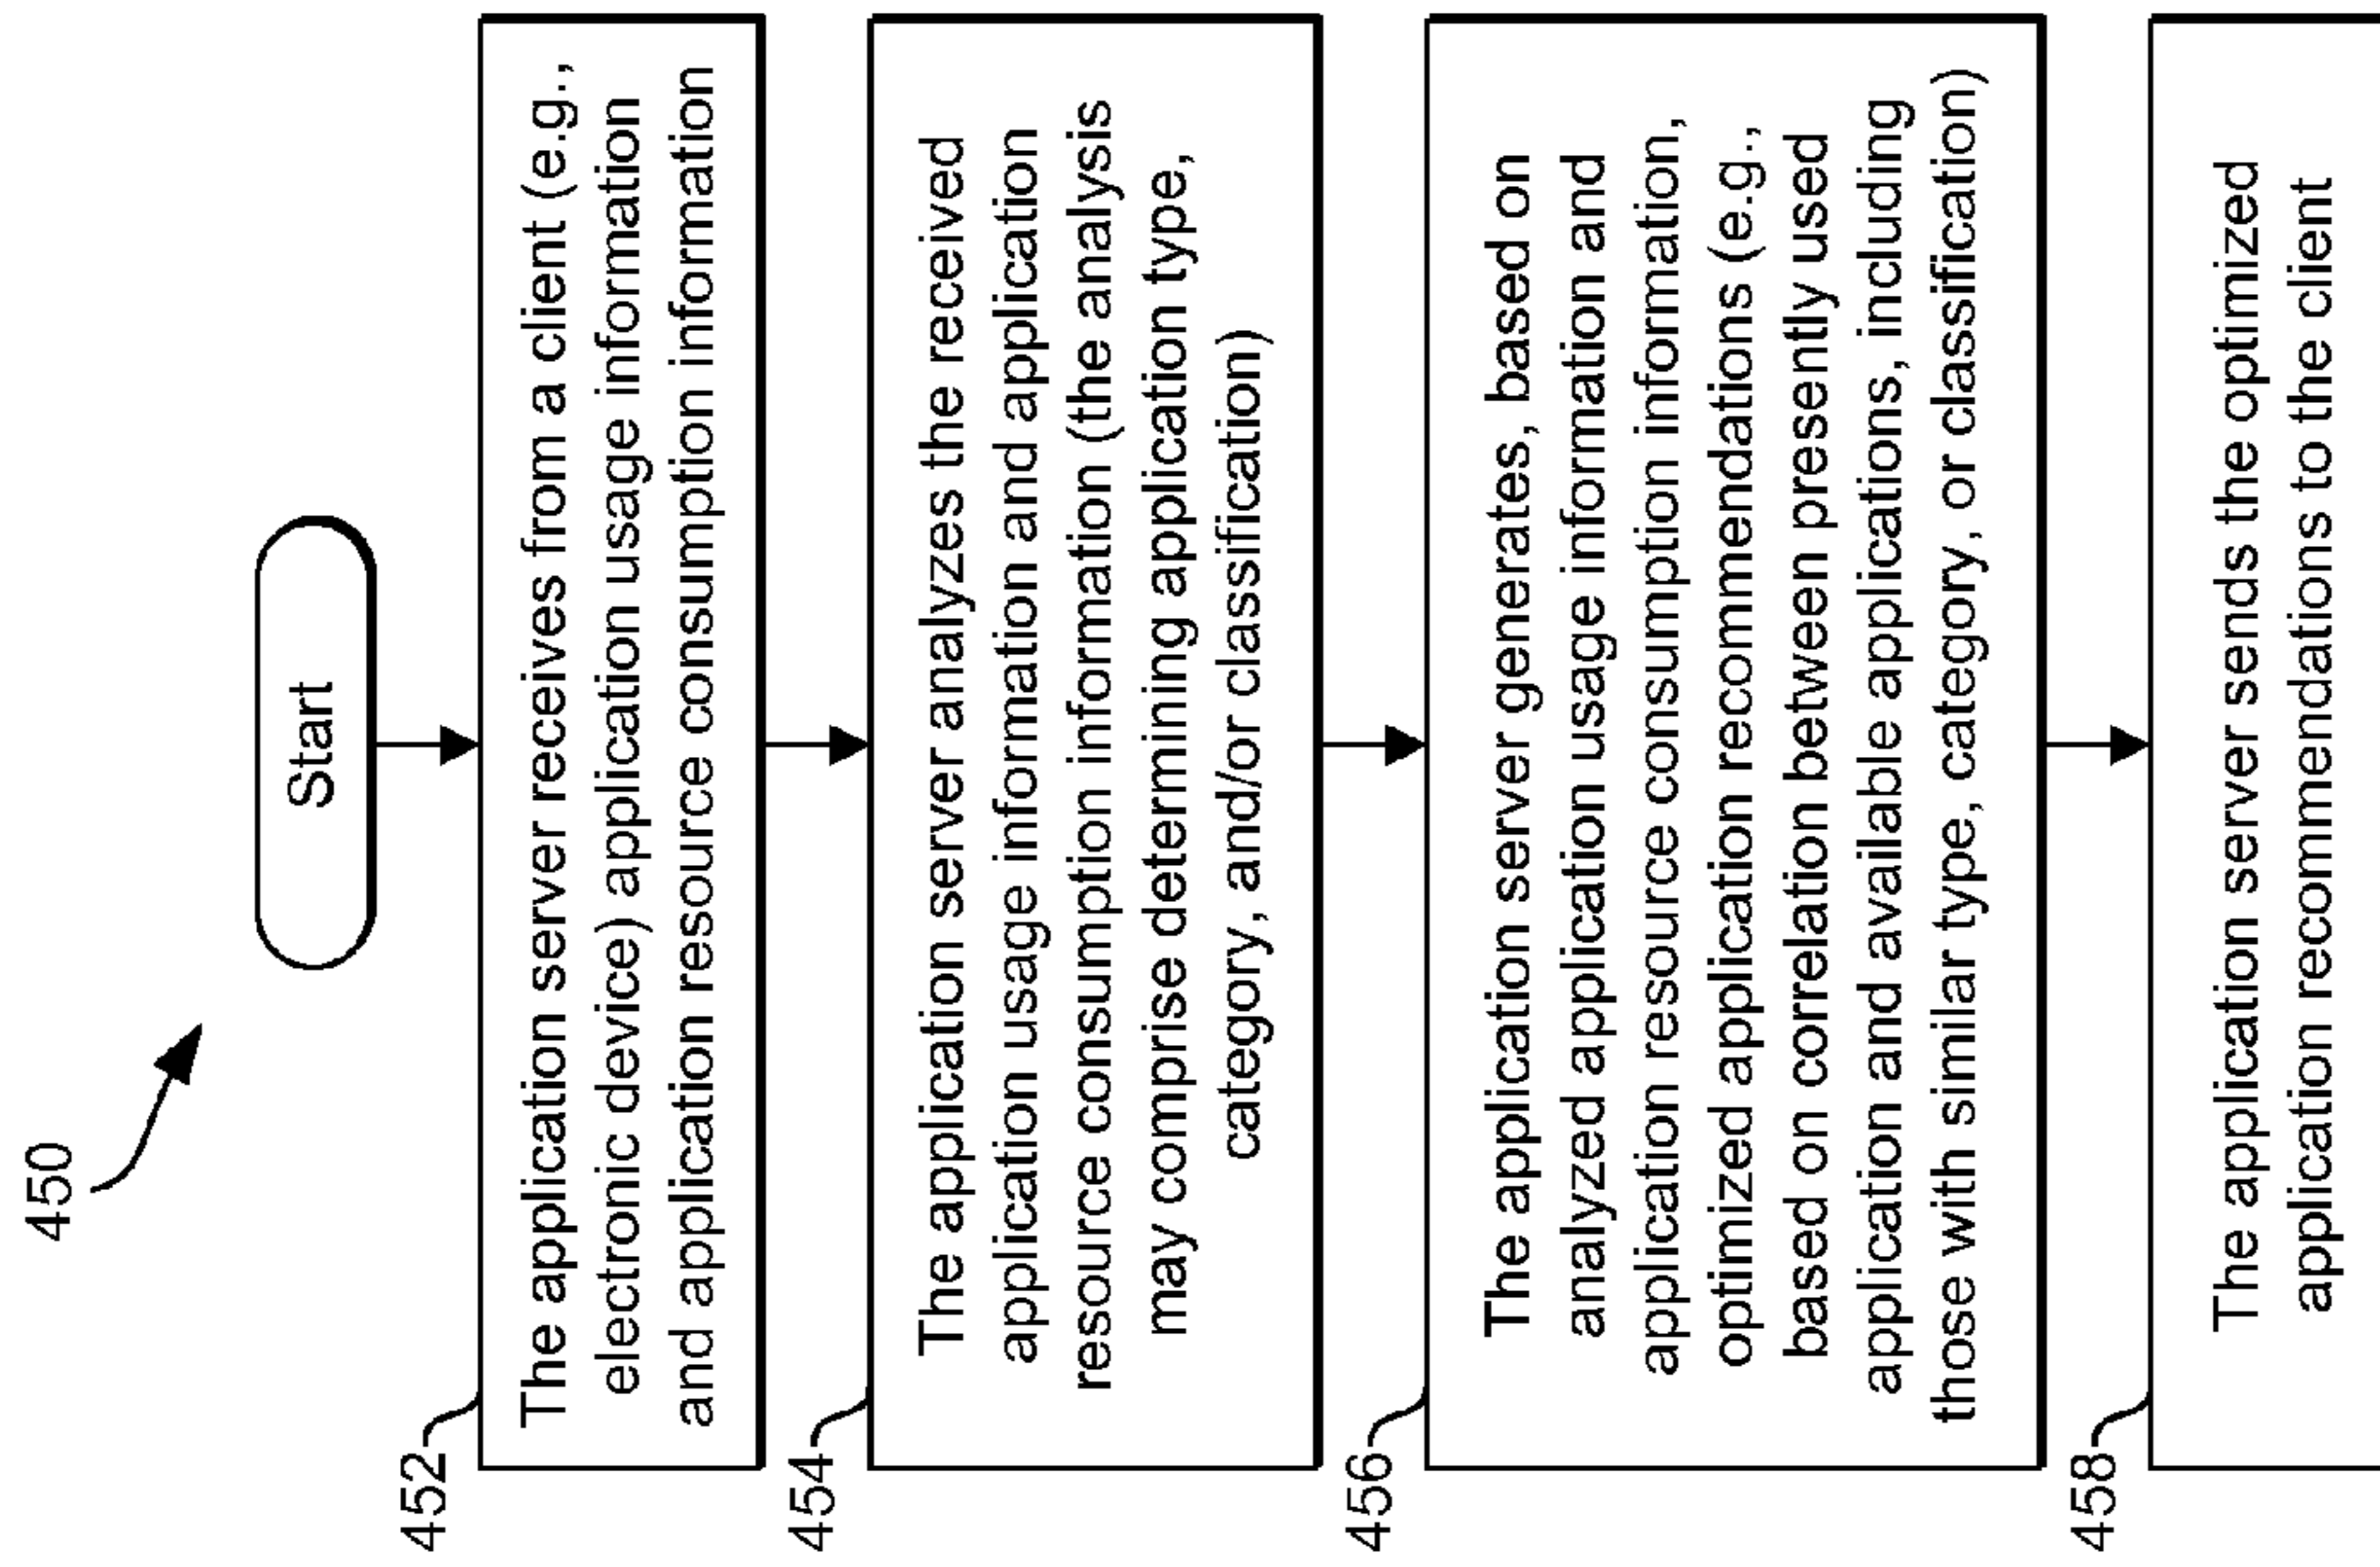 450
Start
452
The application server receives from a client (e.g.,
electronic device) application usage information
and application resource consumption information
454
The application server analyzes the received
application usage information and application
resource consumption information (the analysis
may comprise determining application type,
category, and/or classification)
456
The application server generates, based on
analyzed application usage information and
application resource consumption information,
optimized application recommendations (e.g.,
based on correlation between presently used
application and available applications, including
those with similar type, category, or classification)
458
The application server sends the optimized
application recommendations to the client